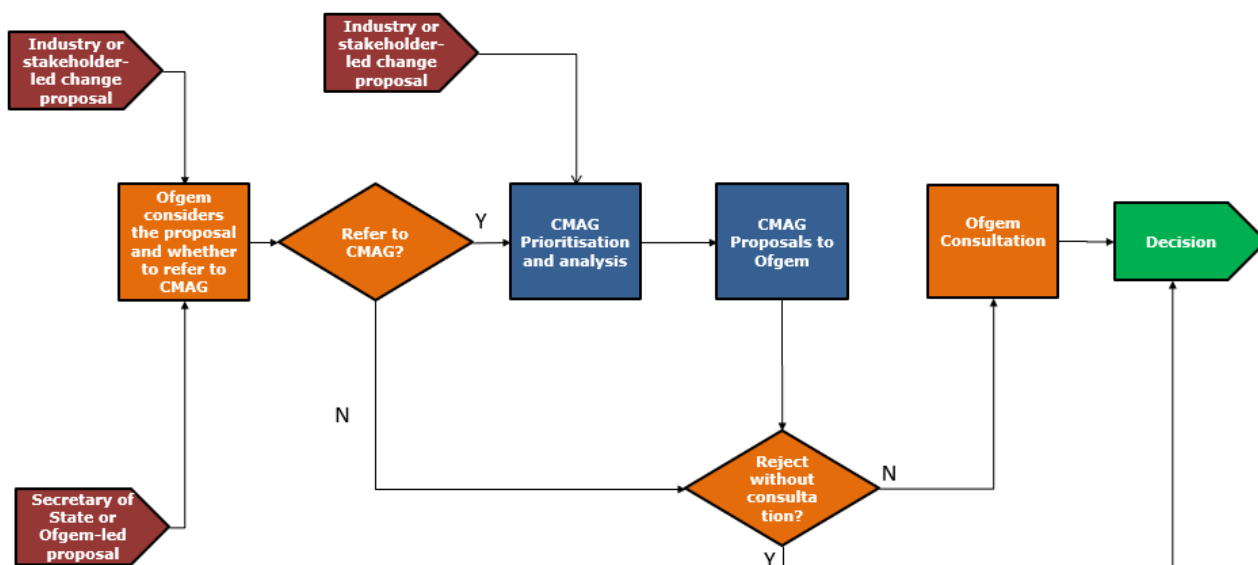 Industry or
stakeholder-
led change
proposal
Industry or
stakeholder-
led change
proposal
Ofgem
considers
the proposal
and whether
to refer to
CMAG
Refer to
CMAG?
Y
CMAG
Prioritisation
and analysis
CMAG
Proposals to
Ofgem
Ofgem
Consultation
Decision
N
Secretary of
State or
Ofgem-led
proposal
Reject
without
consulta
tion?
N
Y